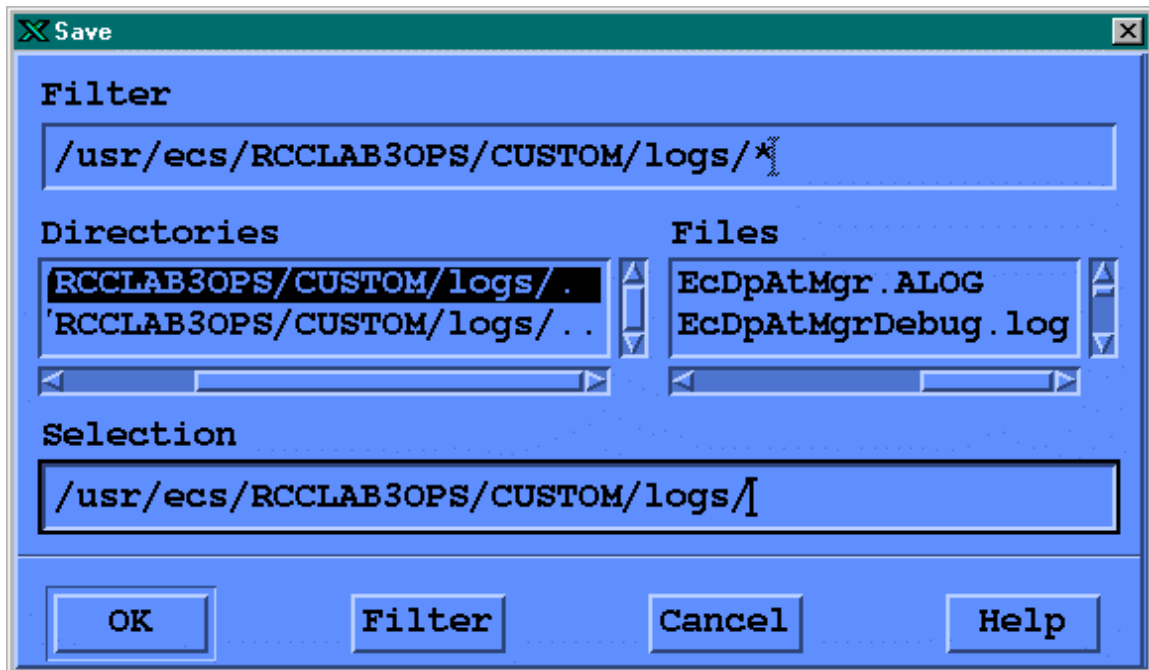 Save
Filter
/usr/ecs/RCCLAB3OPS/CUSTOM/logs/*
Directories
RCCLAB3OPS/CUSTOM/logs/.
'RCCLAB3OPS/CUSTOM/logs/..
Files
EcDpAtMgr.ALOG
EcDpAtMgrDebug.log
Selection
/usr/ecs/RCCLAB3OPS/CUSTOM/logs/
OK
Filter
Cancel
Help